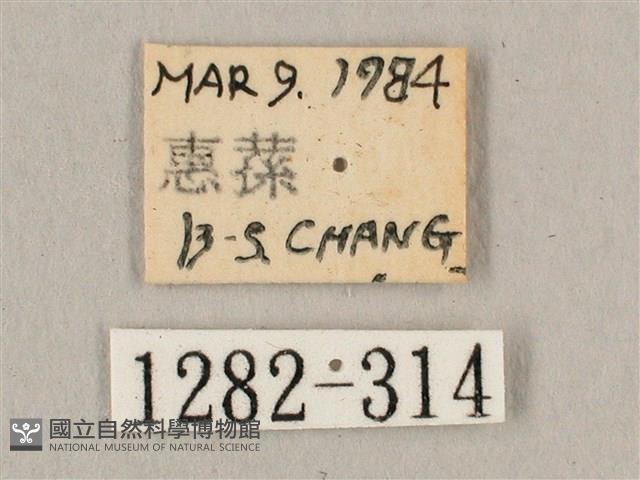 MAR 9. 1984
惠蓀
B-S. CHANG
1282-314
國立自然科學博物館
NATIONAL MUSEUM OF NATURAL SCIENCE